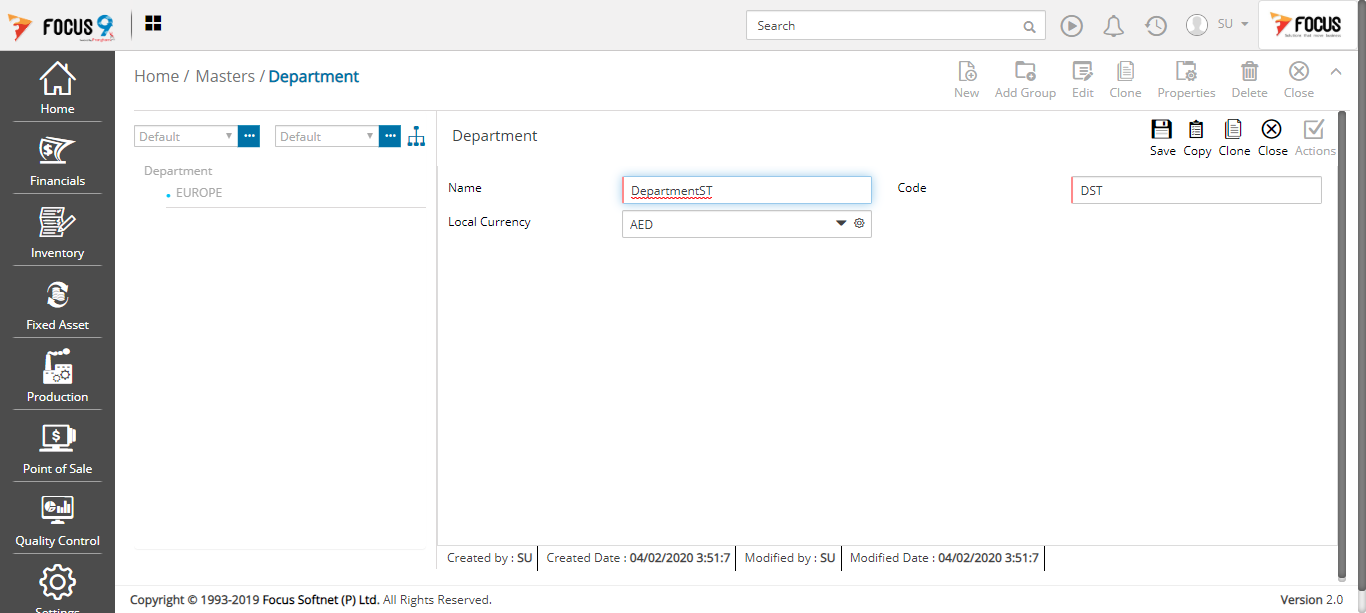 FOCUS 9
Search
SU
FOCUS
Home
Financials
Inventory
Fixed Asset
Production
Point of Sale
Quality Control
Settings
Home / Masters / Department
New Add Group Edit Clone Properties Delete Close
Default ... Default ...
Department
EUROPE
Department
Save Copy Clone Close Actions
Name DepartmentST Code DST
Local Currency AED
Created by : SU Created Date : 04/02/2020 3:51:7 Modified by : SU Modified Date : 04/02/2020 3:51:7
Copyright © 1993-2019 Focus Softnet (P) Ltd. All Rights Reserved. Version 2.0